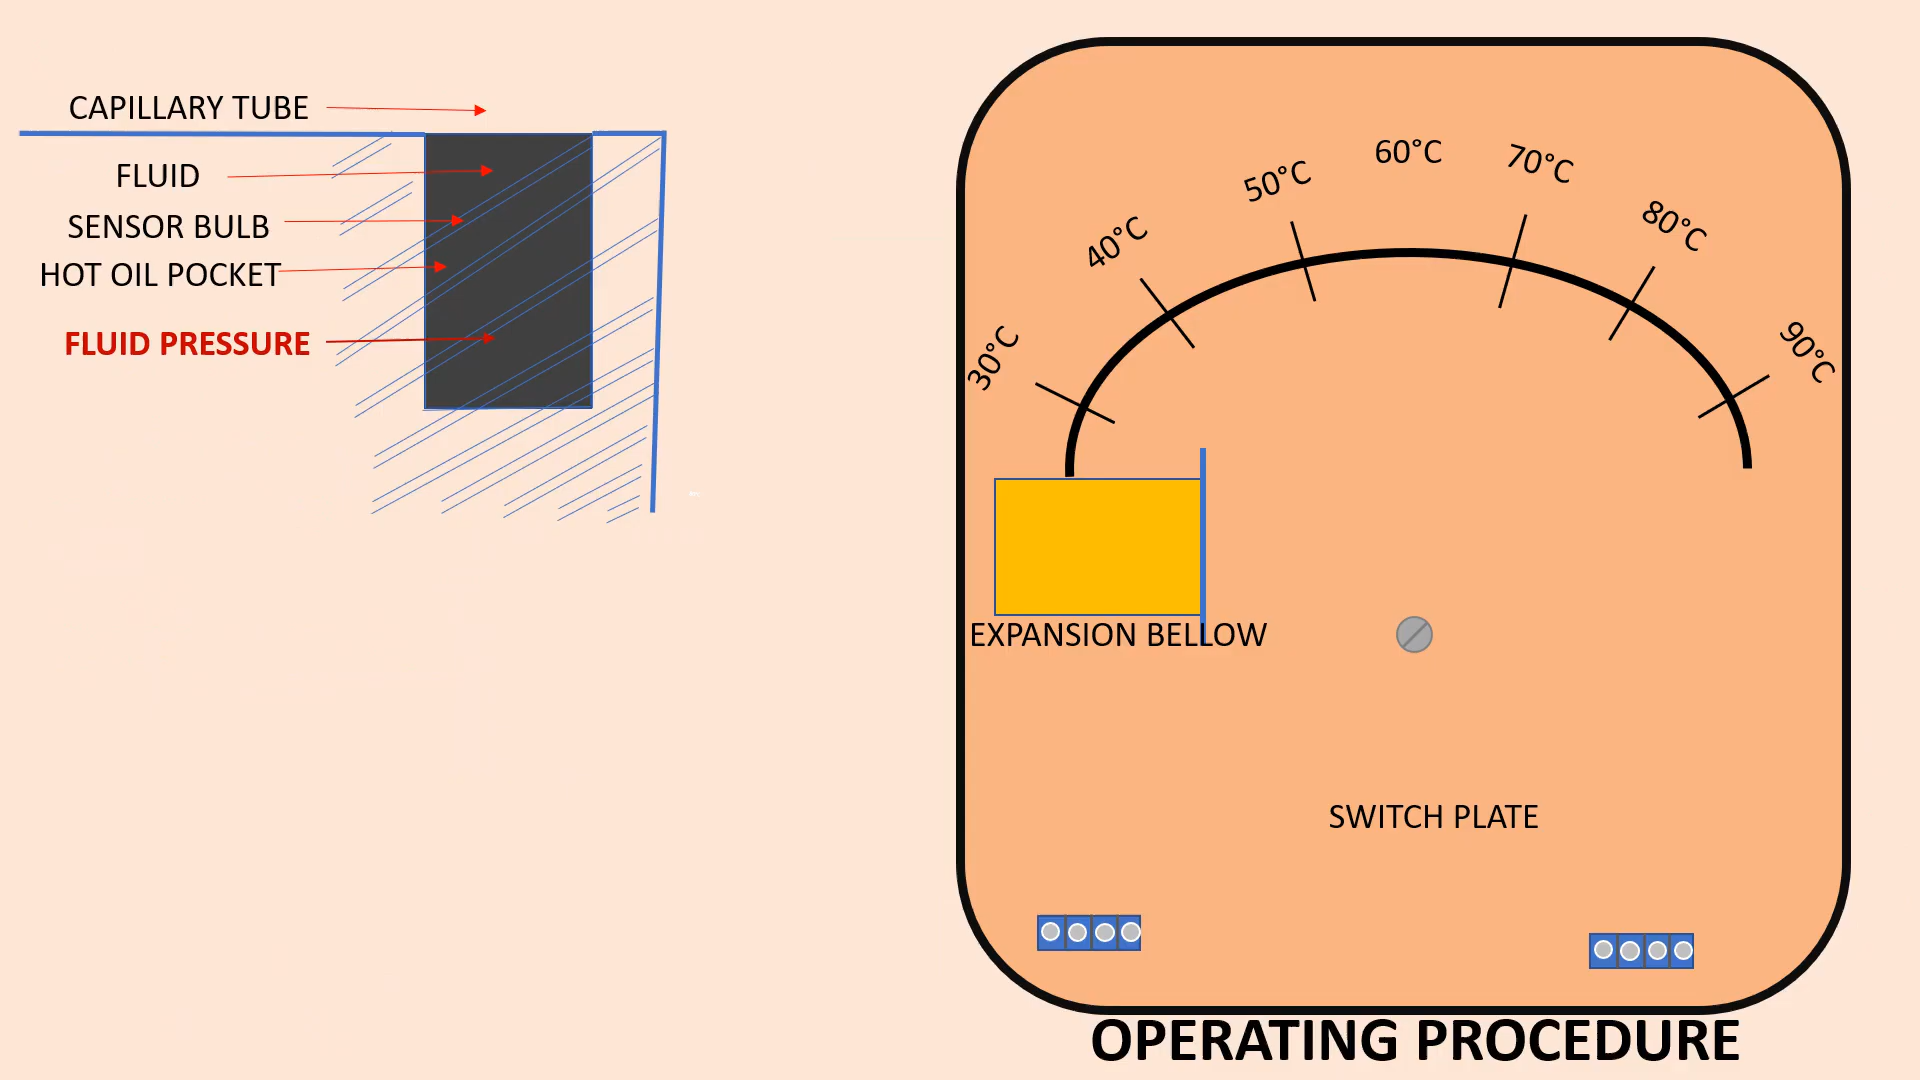 CAPILLARY TUBE
FLUID
SENSOR BULB
HOT OIL POCKET
FLUID PRESSURE
30°C
40°C
50°C
60°C
70°C
80°C
90°C
EXPANSION BELLOW
SWITCH PLATE
OPERATING PROCEDURE